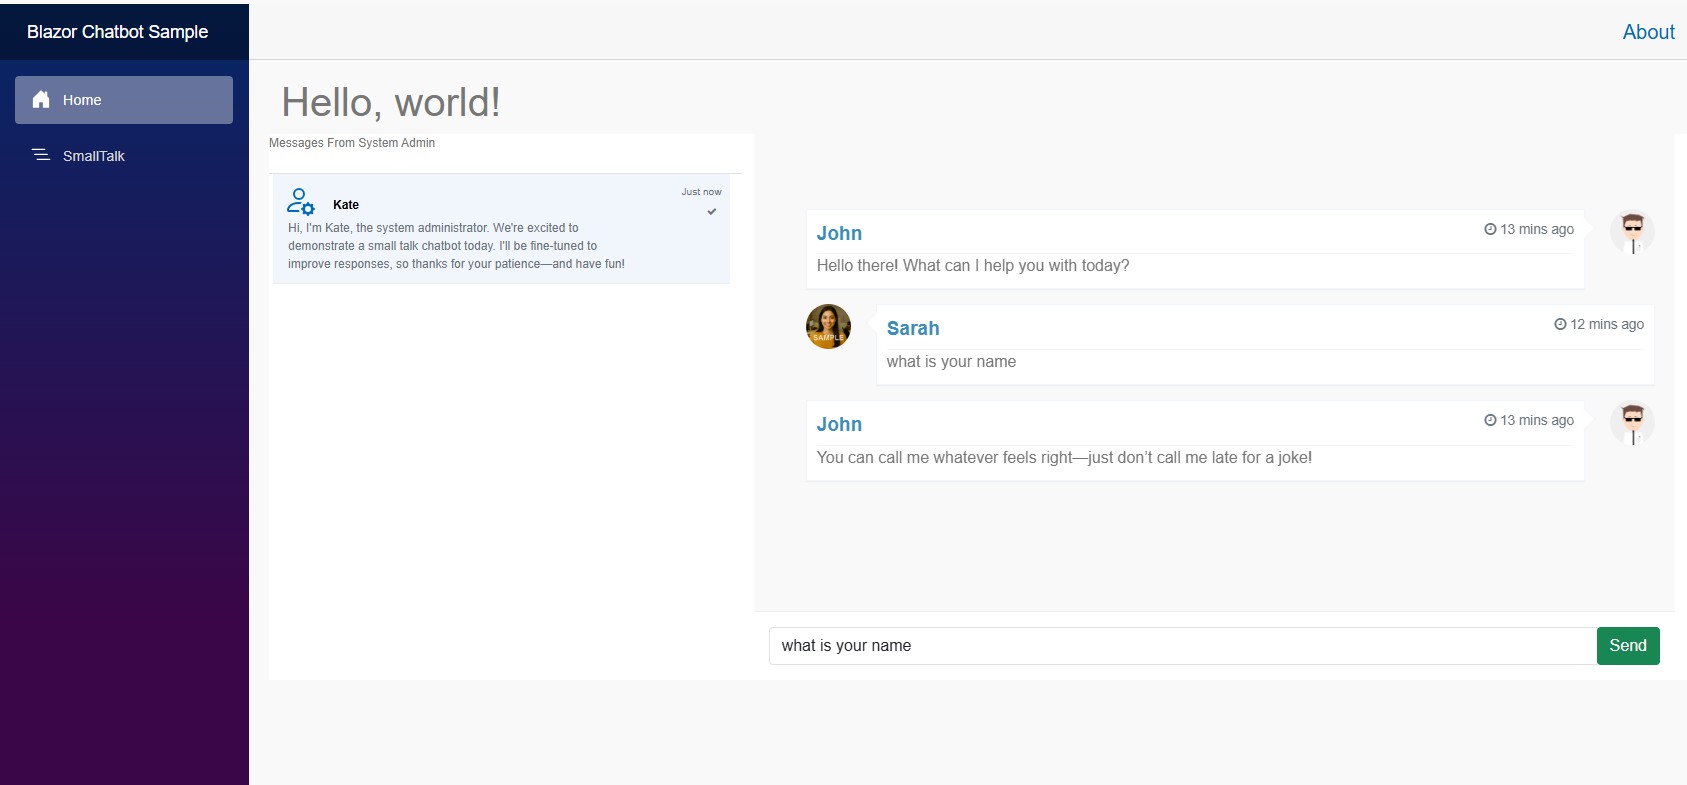 Blazor Chatbot Sample
About
Home
SmallTalk
Hello, world!
Messages From System Admin
Kate
Just now
Hi, I'm Kate, the system administrator. We're excited to
demonstrate a small talk chatbot today. I'll be fine-tuned to
improve responses, so thanks for your patience—and have fun!
John
13 mins ago
Hello there! What can I help you with today?
SAMPLE
Sarah
12 mins ago
what is your name
John
13 mins ago
You can call me whatever feels right—just don’t call me late for a joke!
what is your name
Send